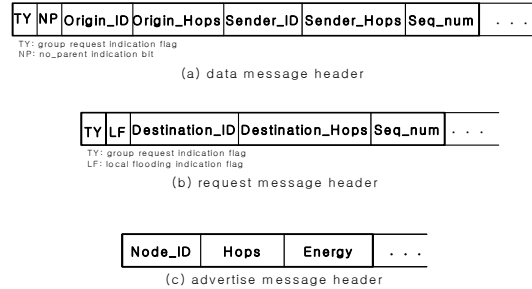 TY NP Origin_ID Origin_Hops Sender_ID Sender_Hops Seq_num . . .
TY: group request indication flag
NP: no_parent indication bit
(a) data message header
TY LF Destination_ID Destination_Hops Seq_num . . .
TY: group request indication flag
LF: local flooding indication flag
(b) request message header
Node_ID Hops Energy . . .
(c) advertise message header